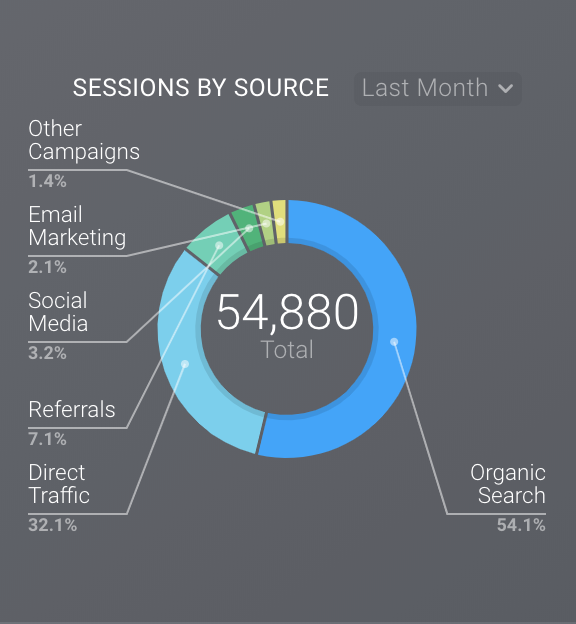 SESSIONS BY SOURCE Last Month
Other
Campaigns
1.4%
Email
Marketing
2.1%
Social
Media
3.2%
54,880
Total
Referrals
7.1%
Direct
Traffic
32.1%
Organic
Search
54.1%